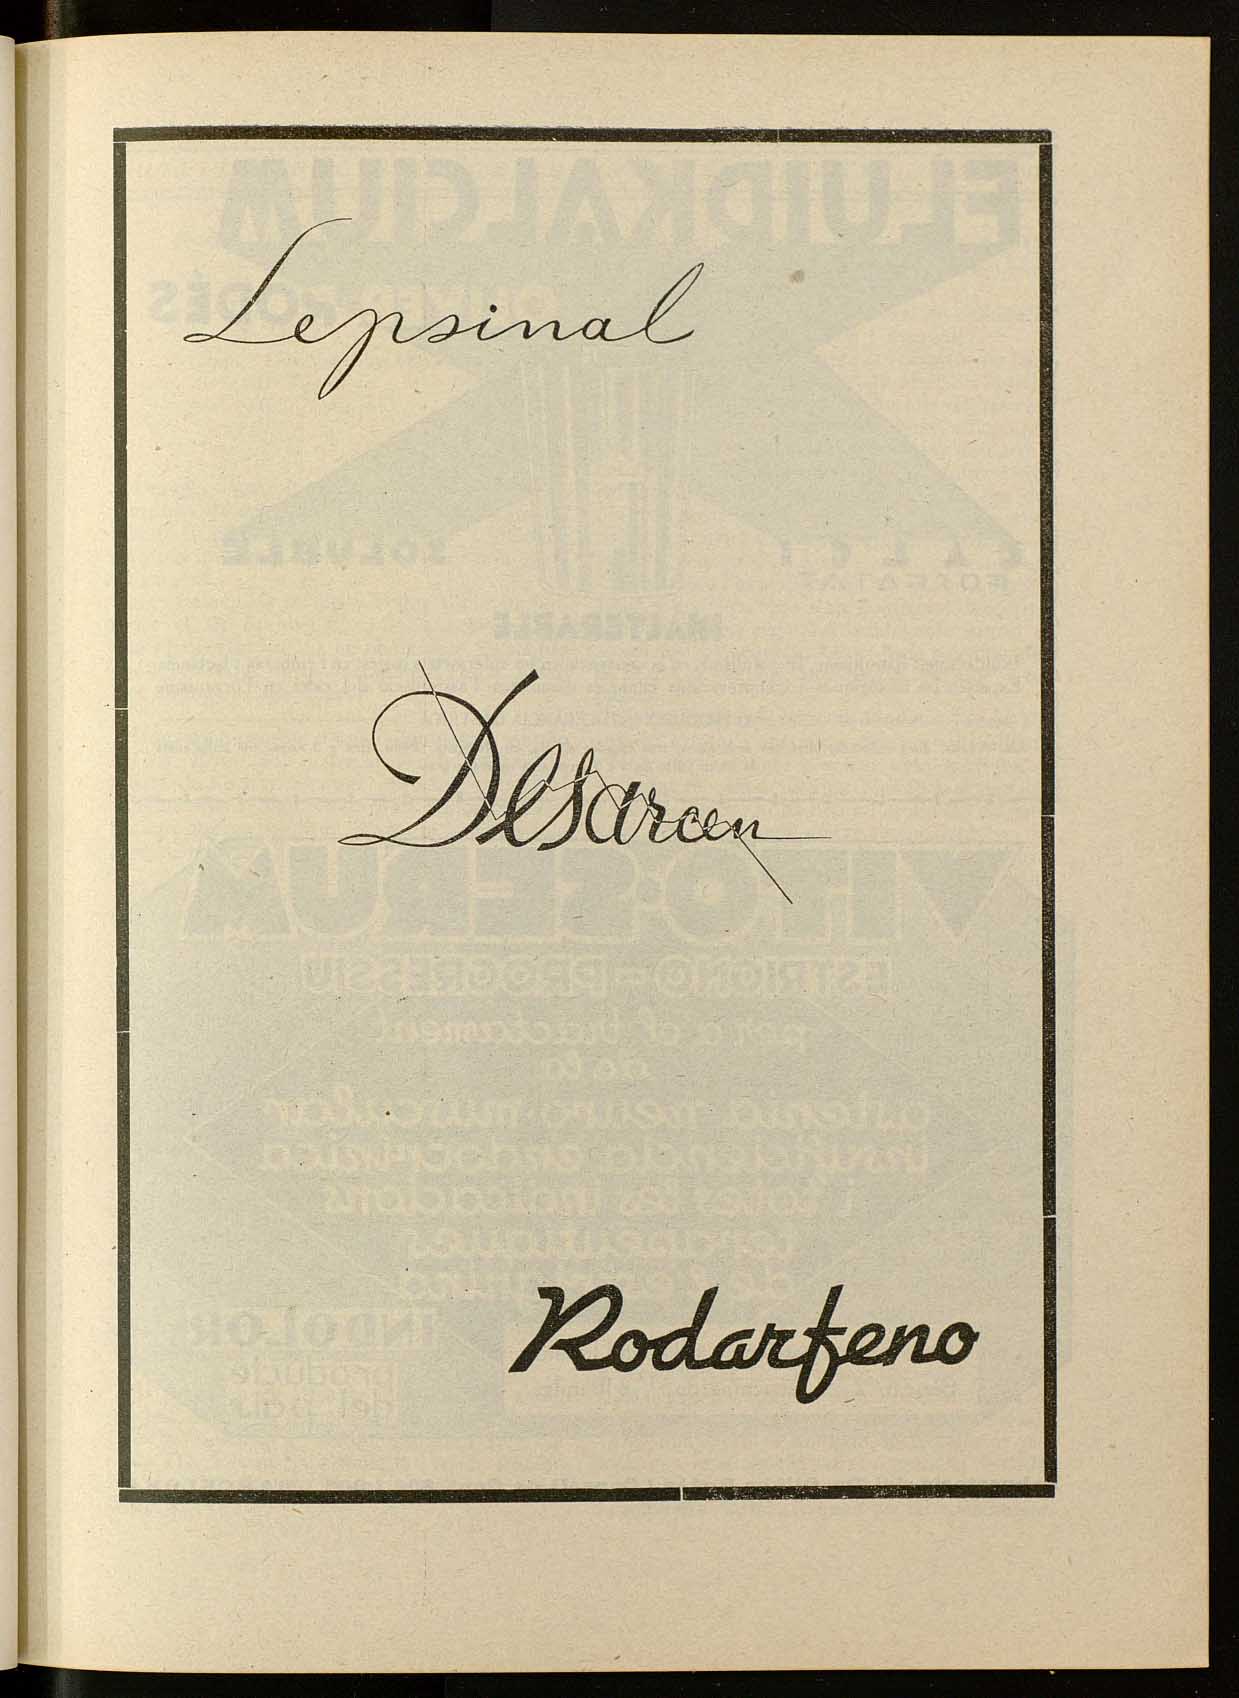 Lepsinal
Desarcen
Rodarfeno